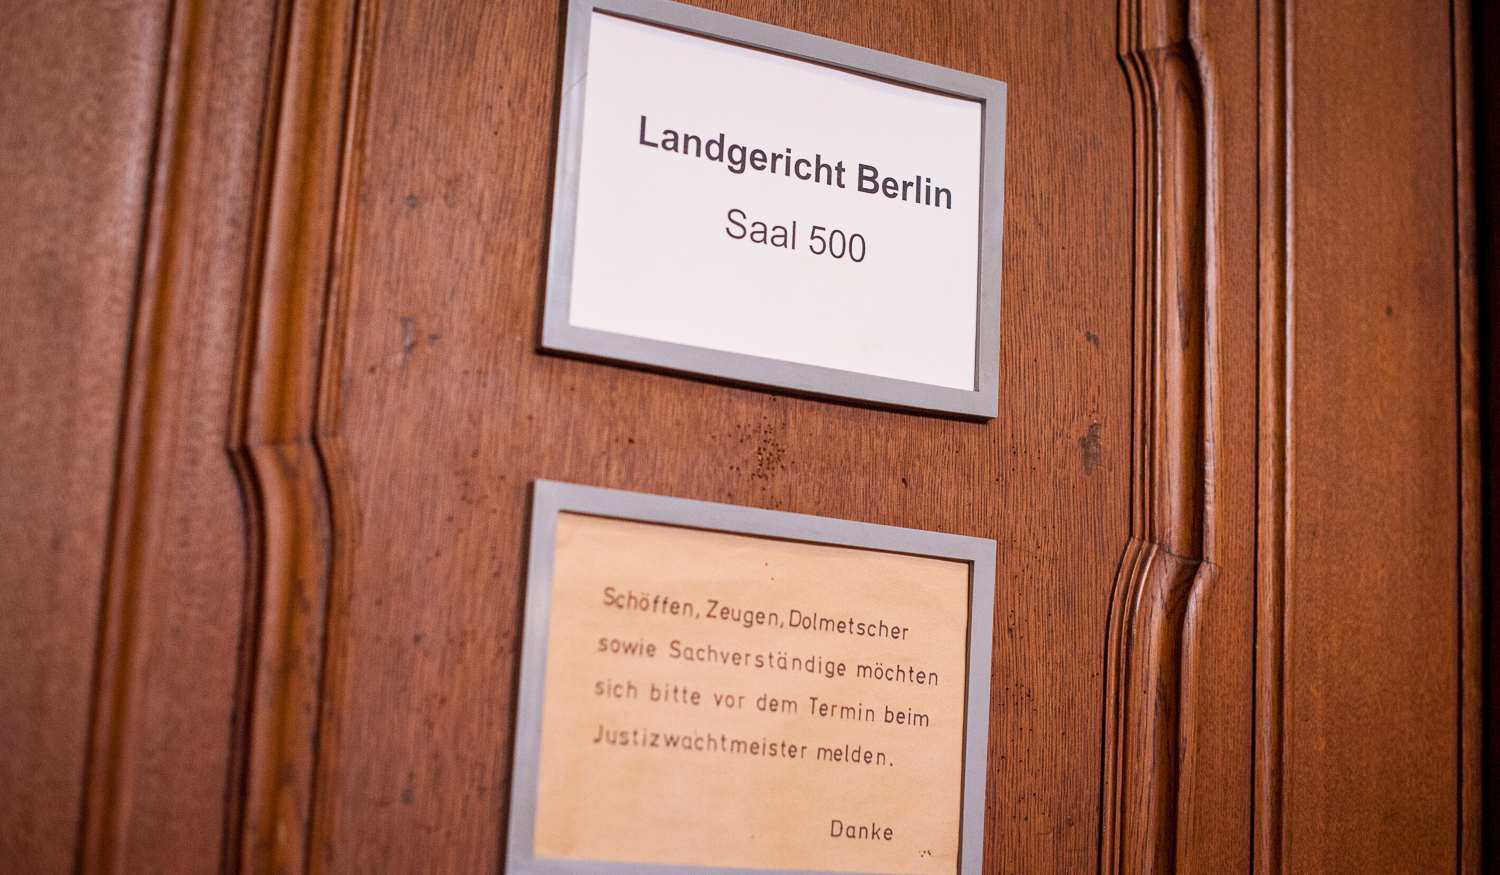 Landgericht Berlin
Saal 500
Schöffen, Zeugen, Dolmetscher
sowie Sachverständige möchten
sich bitte vor dem Termin beim
Justizwachtmeister melden.
Danke